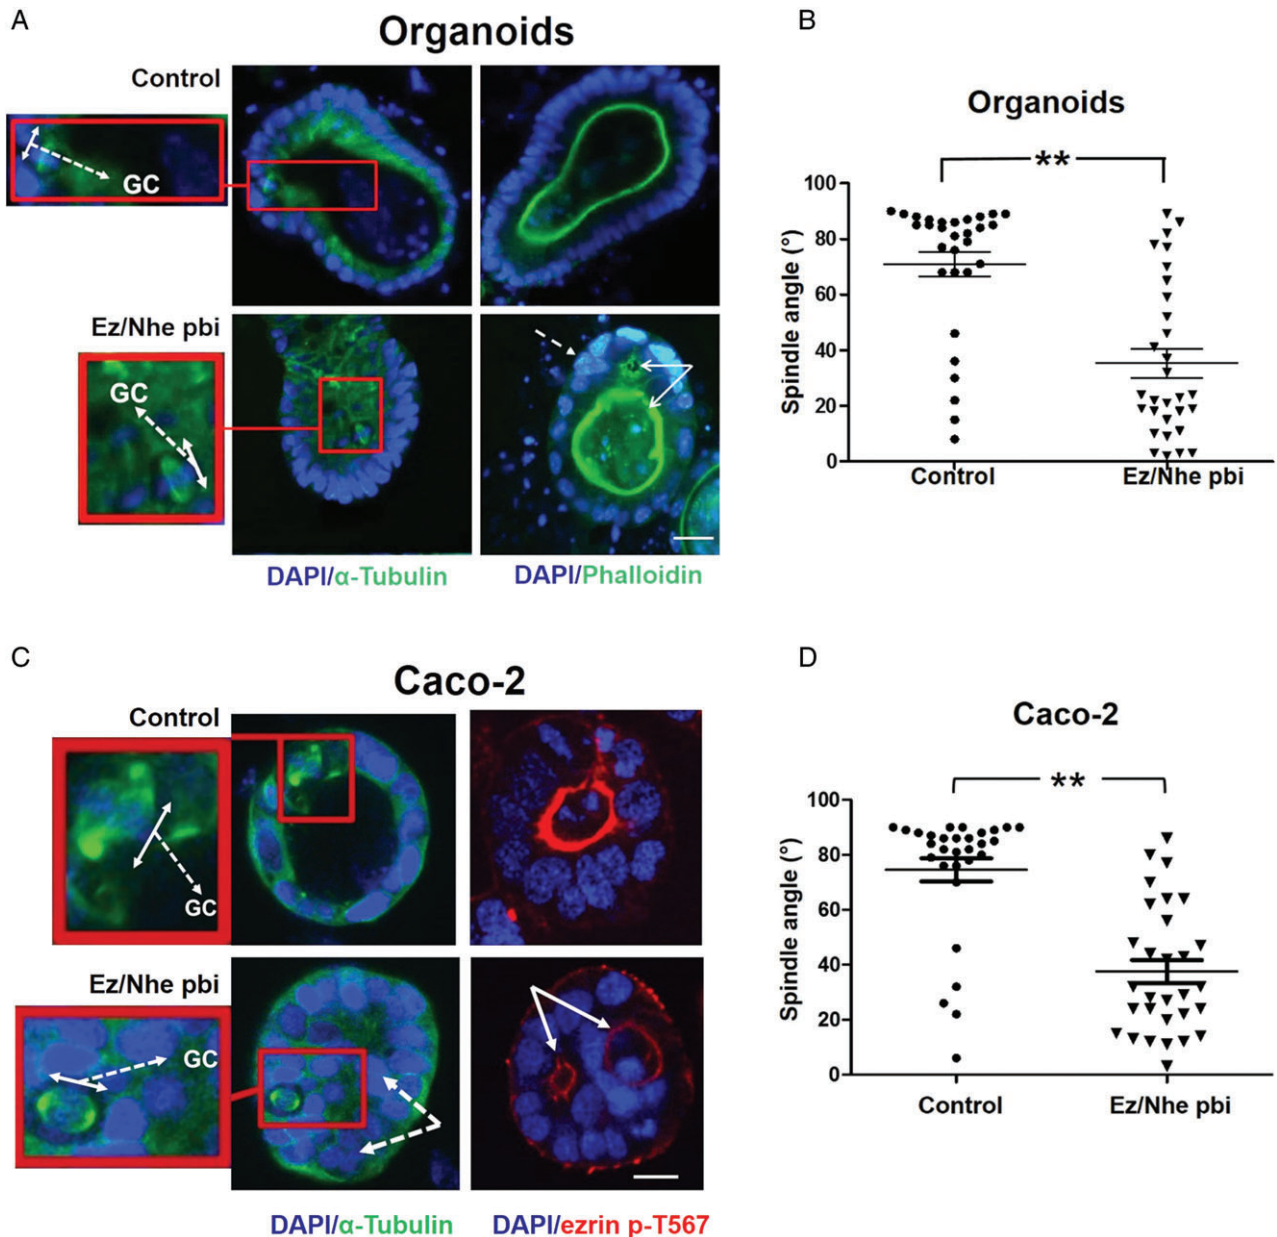 A
Organoids
Control
GC
Ez/Nhe pbi
GC
DAPI/α-Tubulin
DAPI/Phalloidin
B
Organoids
**
Spindle angle (°)
100
80
60
40
20
0
Control
Ez/Nhe pbi
C
Caco-2
Control
GC
Ez/Nhe pbi
GC
DAPI/α-Tubulin
DAPI/ezrin p-T567
D
Caco-2
**
Spindle angle (°)
100
80
60
40
20
0
Control
Ez/Nhe pbi